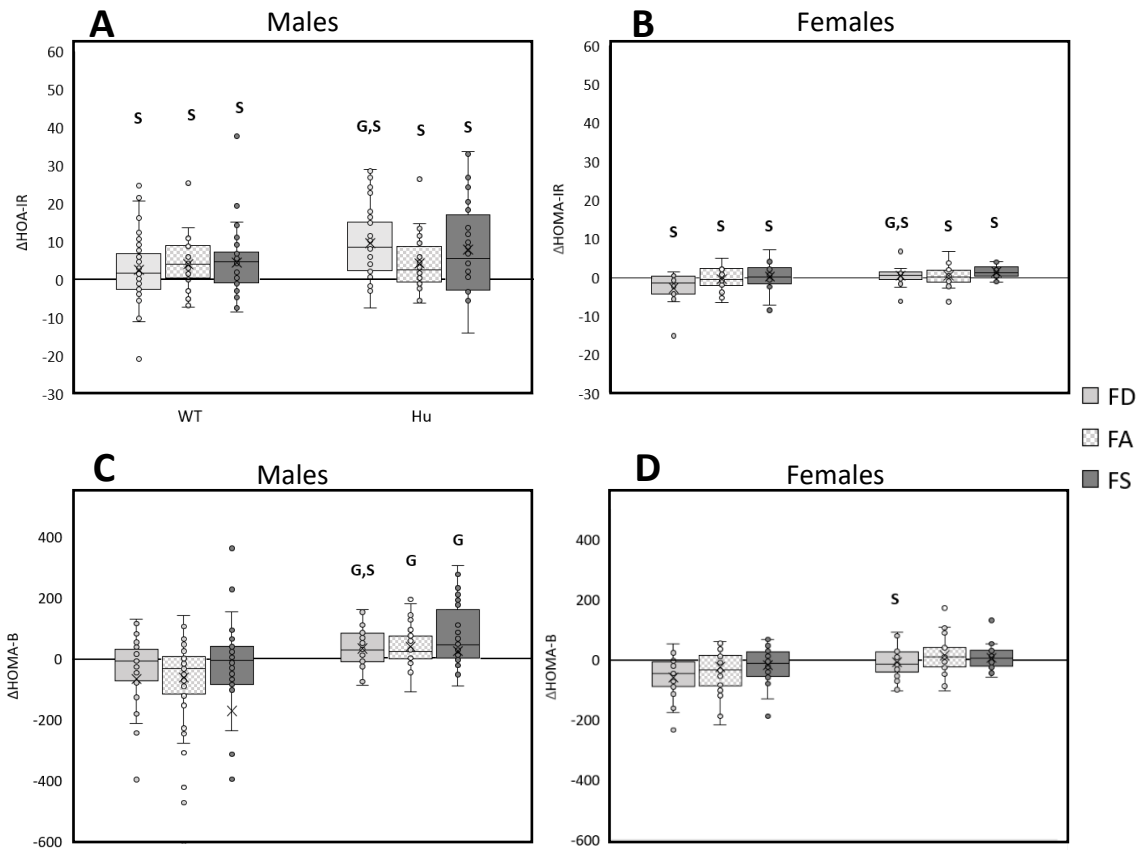 A
Males
60
50
40
30
20
10
0
-10
-20
-30
ΔHOA-IR
S
S
S
G,S
S
S
WT
Hu
B
Females
60
50
40
30
20
10
0
-10
-20
-30
ΔHOMA-IR
S
S
S
G,S
S
S
FD
FA
FS
C
Males
400
200
0
-200
-400
-600
ΔHOMA-B
G,S
G
G
D
Females
400
200
0
-200
-400
-600
ΔHOMA-B
S